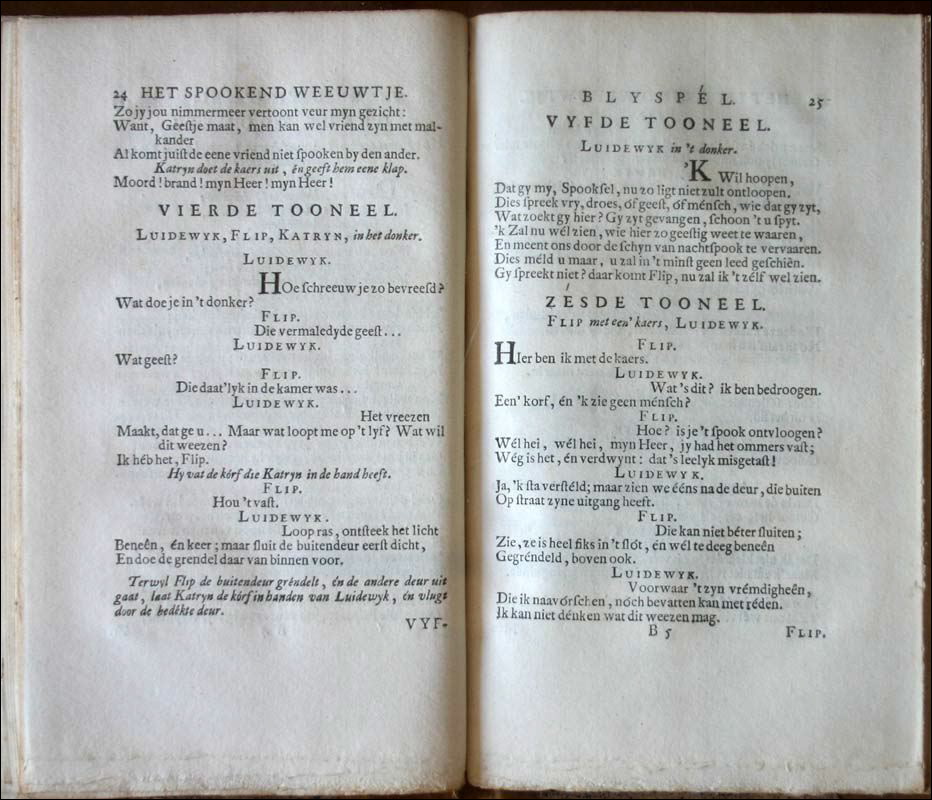 24 HET SPOOKEND WEEUWTJE.
Zo jy jou nimmermeer vertoont veur myn gezicht:
Want, Geestje maat, men kan wel vriend zyn met mal-
kander
Al komt juist de eene vriend niet spooken by den ander.
Katryn doet de kaers uit, én geeft hem eene klap.
Moord! brand! myn Heer! myn Heer!
VIERDE TOONEEL.
LUIDEWYK, FLIP, KATRYN, in het donker.
LUIDEWYK.
HOe schreeuw je zo bevreesd?
Wat doe je in 't donker?
FLIP.
Die vermaledyde geest...
LUIDEWYK.
Wat geest?
FLIP.
Die daat'lyk in de kamer was...
LUIDEWYK.
Het vreezen
Maakt, dat ge u... Maar wat loopt me op 't lyf? Wat wil
dit weezen?
Ik héb het, Flip.
Hy vat de kórf die Katryn in de hand heeft.
FLIP.
Hou 't vast.
LUIDEWYK.
Loop ras, ontsteek het licht
Beneên, én keer; maar sluit de buitendeur eerst dicht,
En doe de grendel daar van binnen voor.
Terwyl Flip de buitendeur gréndelt, én de andere deur uit
gaat, laat Katryn de kórf in handen van Luidewyk, én vlugt
door de bedékte deur.
VYF-
BLYSPÉL. 25
VYFDE TOONEEL.
LUIDEWYK in 't donker.
'K Wil hoopen,
Dat gy my, Spooksel, nu zo ligt niet zult ontloopen.
Dies spreek vry, droes, óf geest, óf ménsch, wie dat gy zyt,
Wat zoekt gy hier? Gy zyt gevangen, schoon 't u spyt.
'k Zal nu wél zien, wie hier zo geestig weet te waaren,
En meent ons door de schyn van nachtspook te vervaaren.
Dies méld u maar, u zal in 't minst geen leed geschiên.
Gy spreekt niet? daar komt Flip, nu zal ik 't zélf wel zien.
ZESDE TOONEEL.
FLIP met een' kaers, LUIDEWYK.
FLIP.
HIer ben ik met de kaers.
LUIDEWYK.
Wat 's dit? ik ben bedroogen.
Een' korf, én 'k zie geen ménsch?
FLIP.
Hoe? is je 't spook ontvloogen?
Wél hei, wél hei, myn Heer, jy had het ommers vast;
Wég is het, én verdwynt: dat 's leelyk misgetast!
LUIDEWYK.
Ja, 'k sta verstéld; maar zien we ééns na de deur, die buiten
Op straat zyne uitgang heeft.
FLIP.
Die kan niet béter sluiten;
Zie, ze is heel fiks in 't slót, én wél te deeg beneên
Gegréndeld, boven ook.
LUIDEWYK.
Voorwaar 't zyn vrémdigheên,
Die ik naavórschen, nóch bevatten kan met réden.
Ik kan niet dénken wat dit weezen mag.
B 5 FLIP.